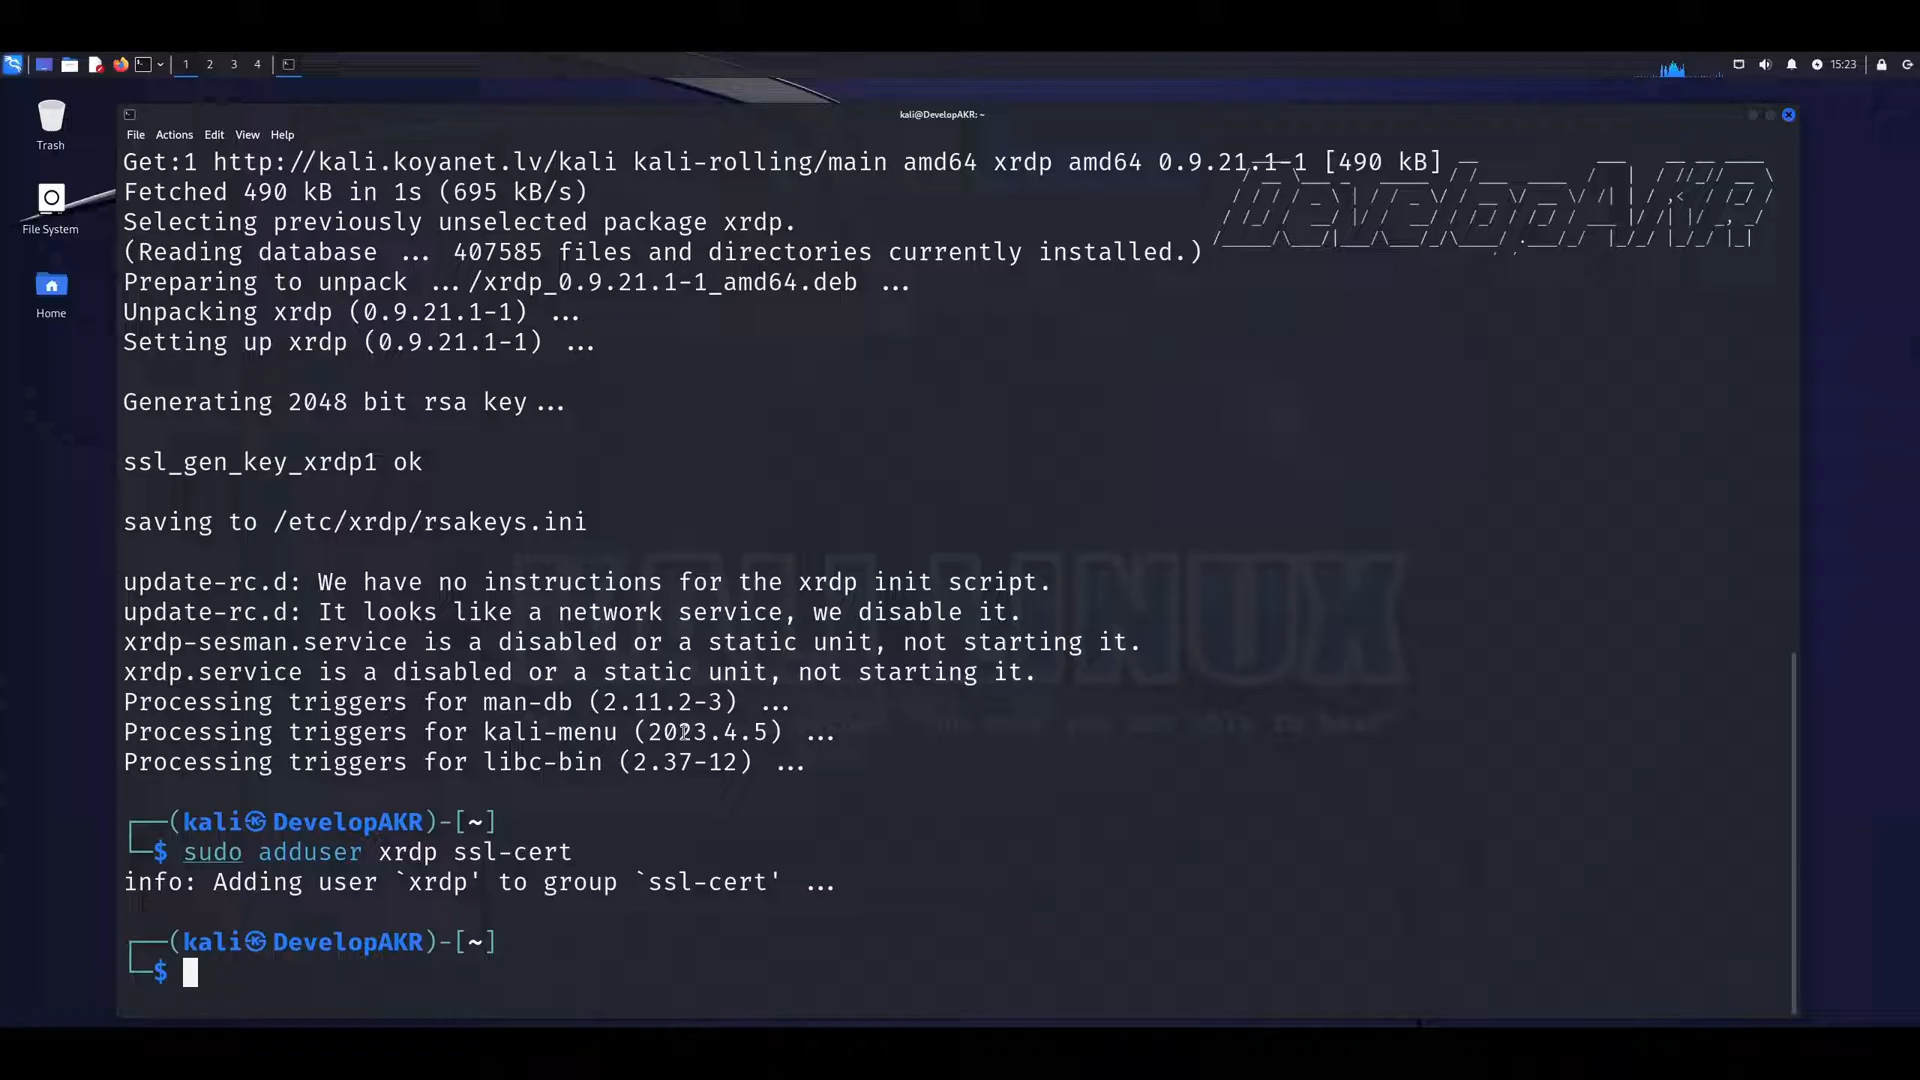 1 2 3 4
15:23
Trash
File System
Home
kali@DevelopAKR: ~
File Actions Edit View Help
Get:1 http://kali.koyanet.lv/kali kali-rolling/main amd64 xrdp amd64 0.9.21.1-1 [490 kB]
Fetched 490 kB in 1s (695 kB/s)
Selecting previously unselected package xrdp.
(Reading database ... 407585 files and directories currently installed.)
Preparing to unpack .../xrdp_0.9.21.1-1_amd64.deb ...
Unpacking xrdp (0.9.21.1-1) ...
Setting up xrdp (0.9.21.1-1) ...
Generating 2048 bit rsa key...
ssl_gen_key_xrdp1 ok
saving to /etc/xrdp/rsakeys.ini
update-rc.d: We have no instructions for the xrdp init script.
update-rc.d: It looks like a network service, we disable it.
xrdp-sesman.service is a disabled or a static unit, not starting it.
xrdp.service is a disabled or a static unit, not starting it.
Processing triggers for man-db (2.11.2-3) ...
Processing triggers for kali-menu (2023.4.5) ...
Processing triggers for libc-bin (2.37-12) ...
┌──(kali㉿DevelopAKR)-[~]
└─$ sudo adduser xrdp ssl-cert
info: Adding user `xrdp' to group `ssl-cert' ...
┌──(kali㉿DevelopAKR)-[~]
└─$
DevelopAKR